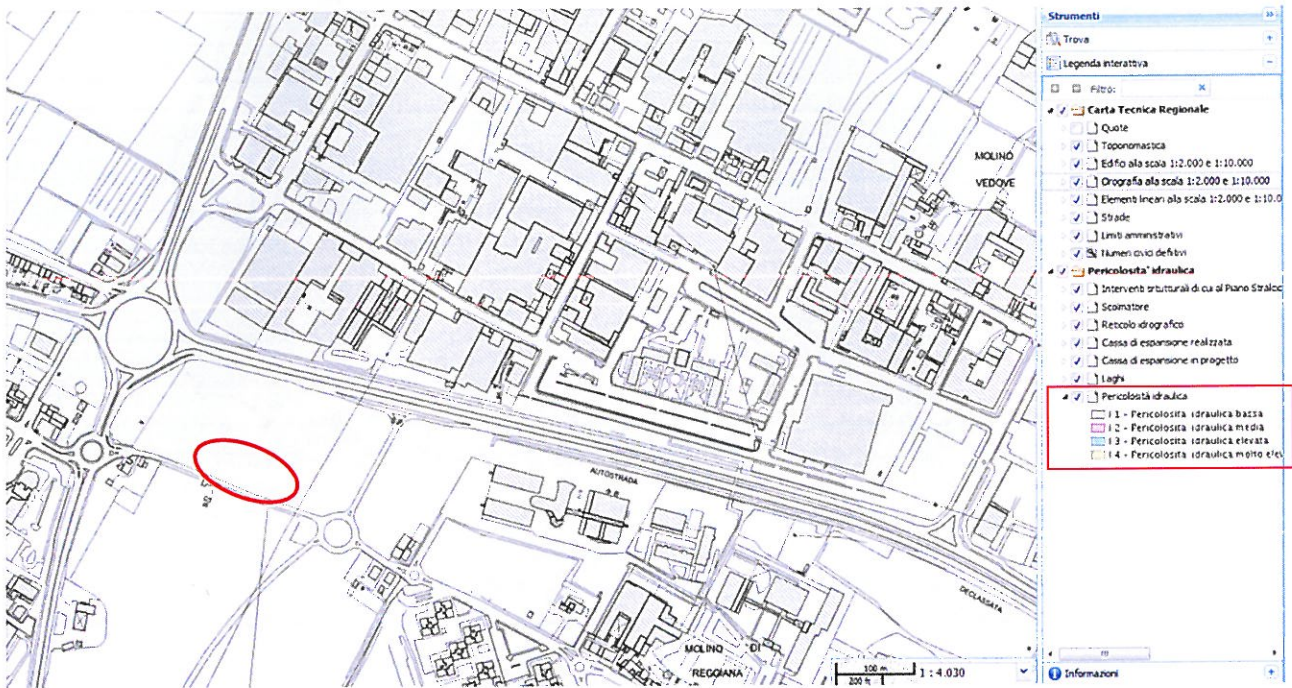 MOLINO
VEDOVE
AUTOSTRADA
DECLASSATA
MOLINO DI
REGGIANA
100 m
200 ft
1 : 4.030
Strumenti
Trova
Legenda interattiva
Filtro:
Carta Tecnica Regionale
Quote
Toponomastica
Edifici alla scala 1:2.000 e 1:10.000
Orografia alla scala 1:2.000 e 1:10.000
Elementi lineari alla scala 1:2.000 e 1:10.0
Strade
Limiti amministrativi
Numeri civici definitivi
Pericolosita' idraulica
Interventi strutturali di cui al Piano Stralcio
Scolmatore
Reticolo idrografico
Cassa di espansione realizzata
Cassa di espansione in progetto
Laghi
Pericolosità idraulica
I 1 - Pericolosita idraulica bassa
I 2 - Pericolosita idraulica media
I 3 - Pericolosita idraulica elevata
I 4 - Pericolosita idraulica molto elev
Informazioni